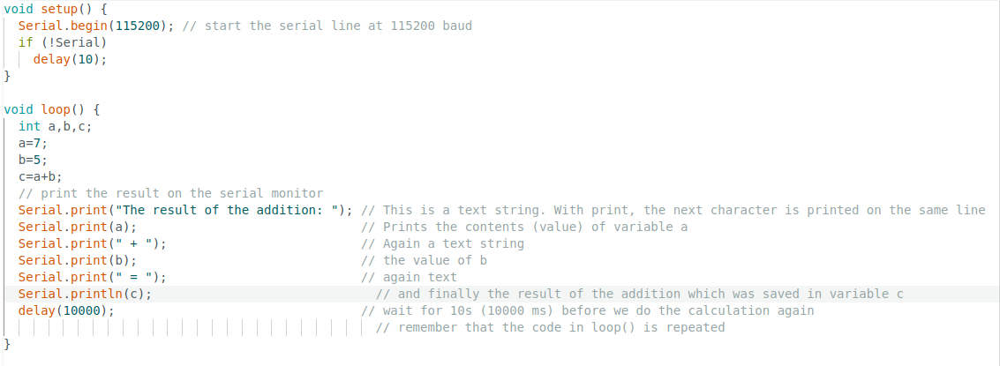 void setup() {
  Serial.begin(115200); // start the serial line at 115200 baud
  if (!Serial)
    delay(10);
}

void loop() {
  int a,b,c;
  a=7;
  b=5;
  c=a+b;
  // print the result on the serial monitor
  Serial.print("The result of the addition: "); // This is a text string. With print, the next character is printed on the same line
  Serial.print(a);                              // Prints the contents (value) of variable a
  Serial.print(" + ");                          // Again a text string
  Serial.print(b);                              // the value of b
  Serial.print(" = ");                          // again text
  Serial.println(c);                              // and finally the result of the addition which was saved in variable c
  delay(10000);                                 // wait for 10s (10000 ms) before we do the calculation again
                                                  // remember that the code in loop() is repeated
}